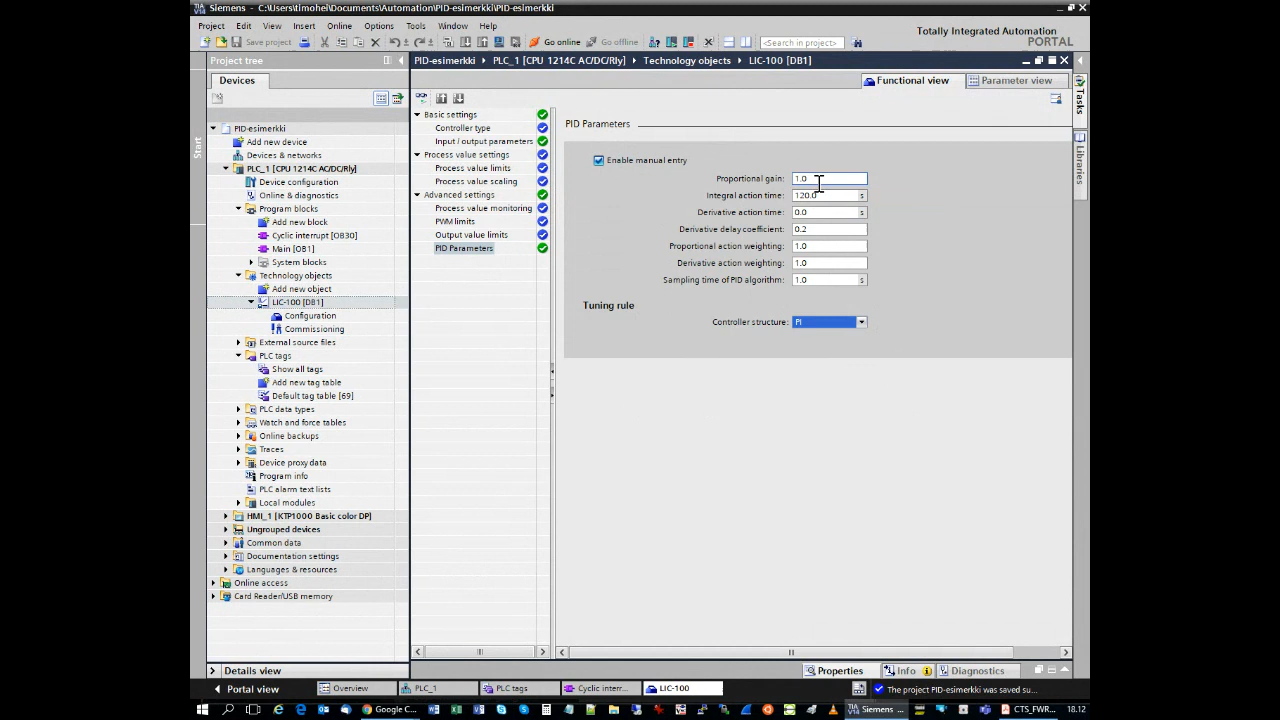 Siemens - C:\Users\timohei\Documents\Automation\PID-esimerkki\PID-esimerkki
Project Edit View Insert Online Options Tools Window Help
Totally Integrated Automation
PORTAL
Save project
Go online
Go offline
<Search in project>
Project tree
PID-esimerkki PLC_1 [CPU 1214C AC/DC/Rly] Technology objects LIC-100 [DB1]
Devices
Functional view
Parameter view
Start
Tasks
Libraries
PID-esimerkki
Add new device
Devices & networks
PLC_1 [CPU 1214C AC/DC/Rly]
Device configuration
Online & diagnostics
Program blocks
Add new block
Cyclic interrupt [OB30]
Main [OB1]
System blocks
Technology objects
Add new object
LIC-100 [DB1]
Configuration
Commissioning
External source files
PLC tags
Show all tags
Add new tag table
Default tag table [69]
PLC data types
Watch and force tables
Online backups
Traces
Device proxy data
Program info
PLC alarm text lists
Local modules
HMI_1 [KTP1000 Basic color DP]
Ungrouped devices
Common data
Documentation settings
Languages & resources
Online access
Card Reader/USB memory
Basic settings
Controller type
Input / output parameters
Process value settings
Process value limits
Process value scaling
Advanced settings
Process value monitoring
PWM limits
Output value limits
PID Parameters
PID Parameters
Enable manual entry
Proportional gain: 1.0
Integral action time: 120.0 s
Derivative action time: 0.0 s
Derivative delay coefficient: 0.2
Proportional action weighting: 1.0
Derivative action weighting: 1.0
Sampling time of PID algorithm: 1.0 s
Tuning rule
Controller structure: PI
Details view
Properties
Info
Diagnostics
Portal view
Overview
PLC_1
PLC tags
Cyclic interr...
LIC-100
The project PID-esimerkki was saved su...
Google C...
Siemens ...
CTS_FWR...
18.12